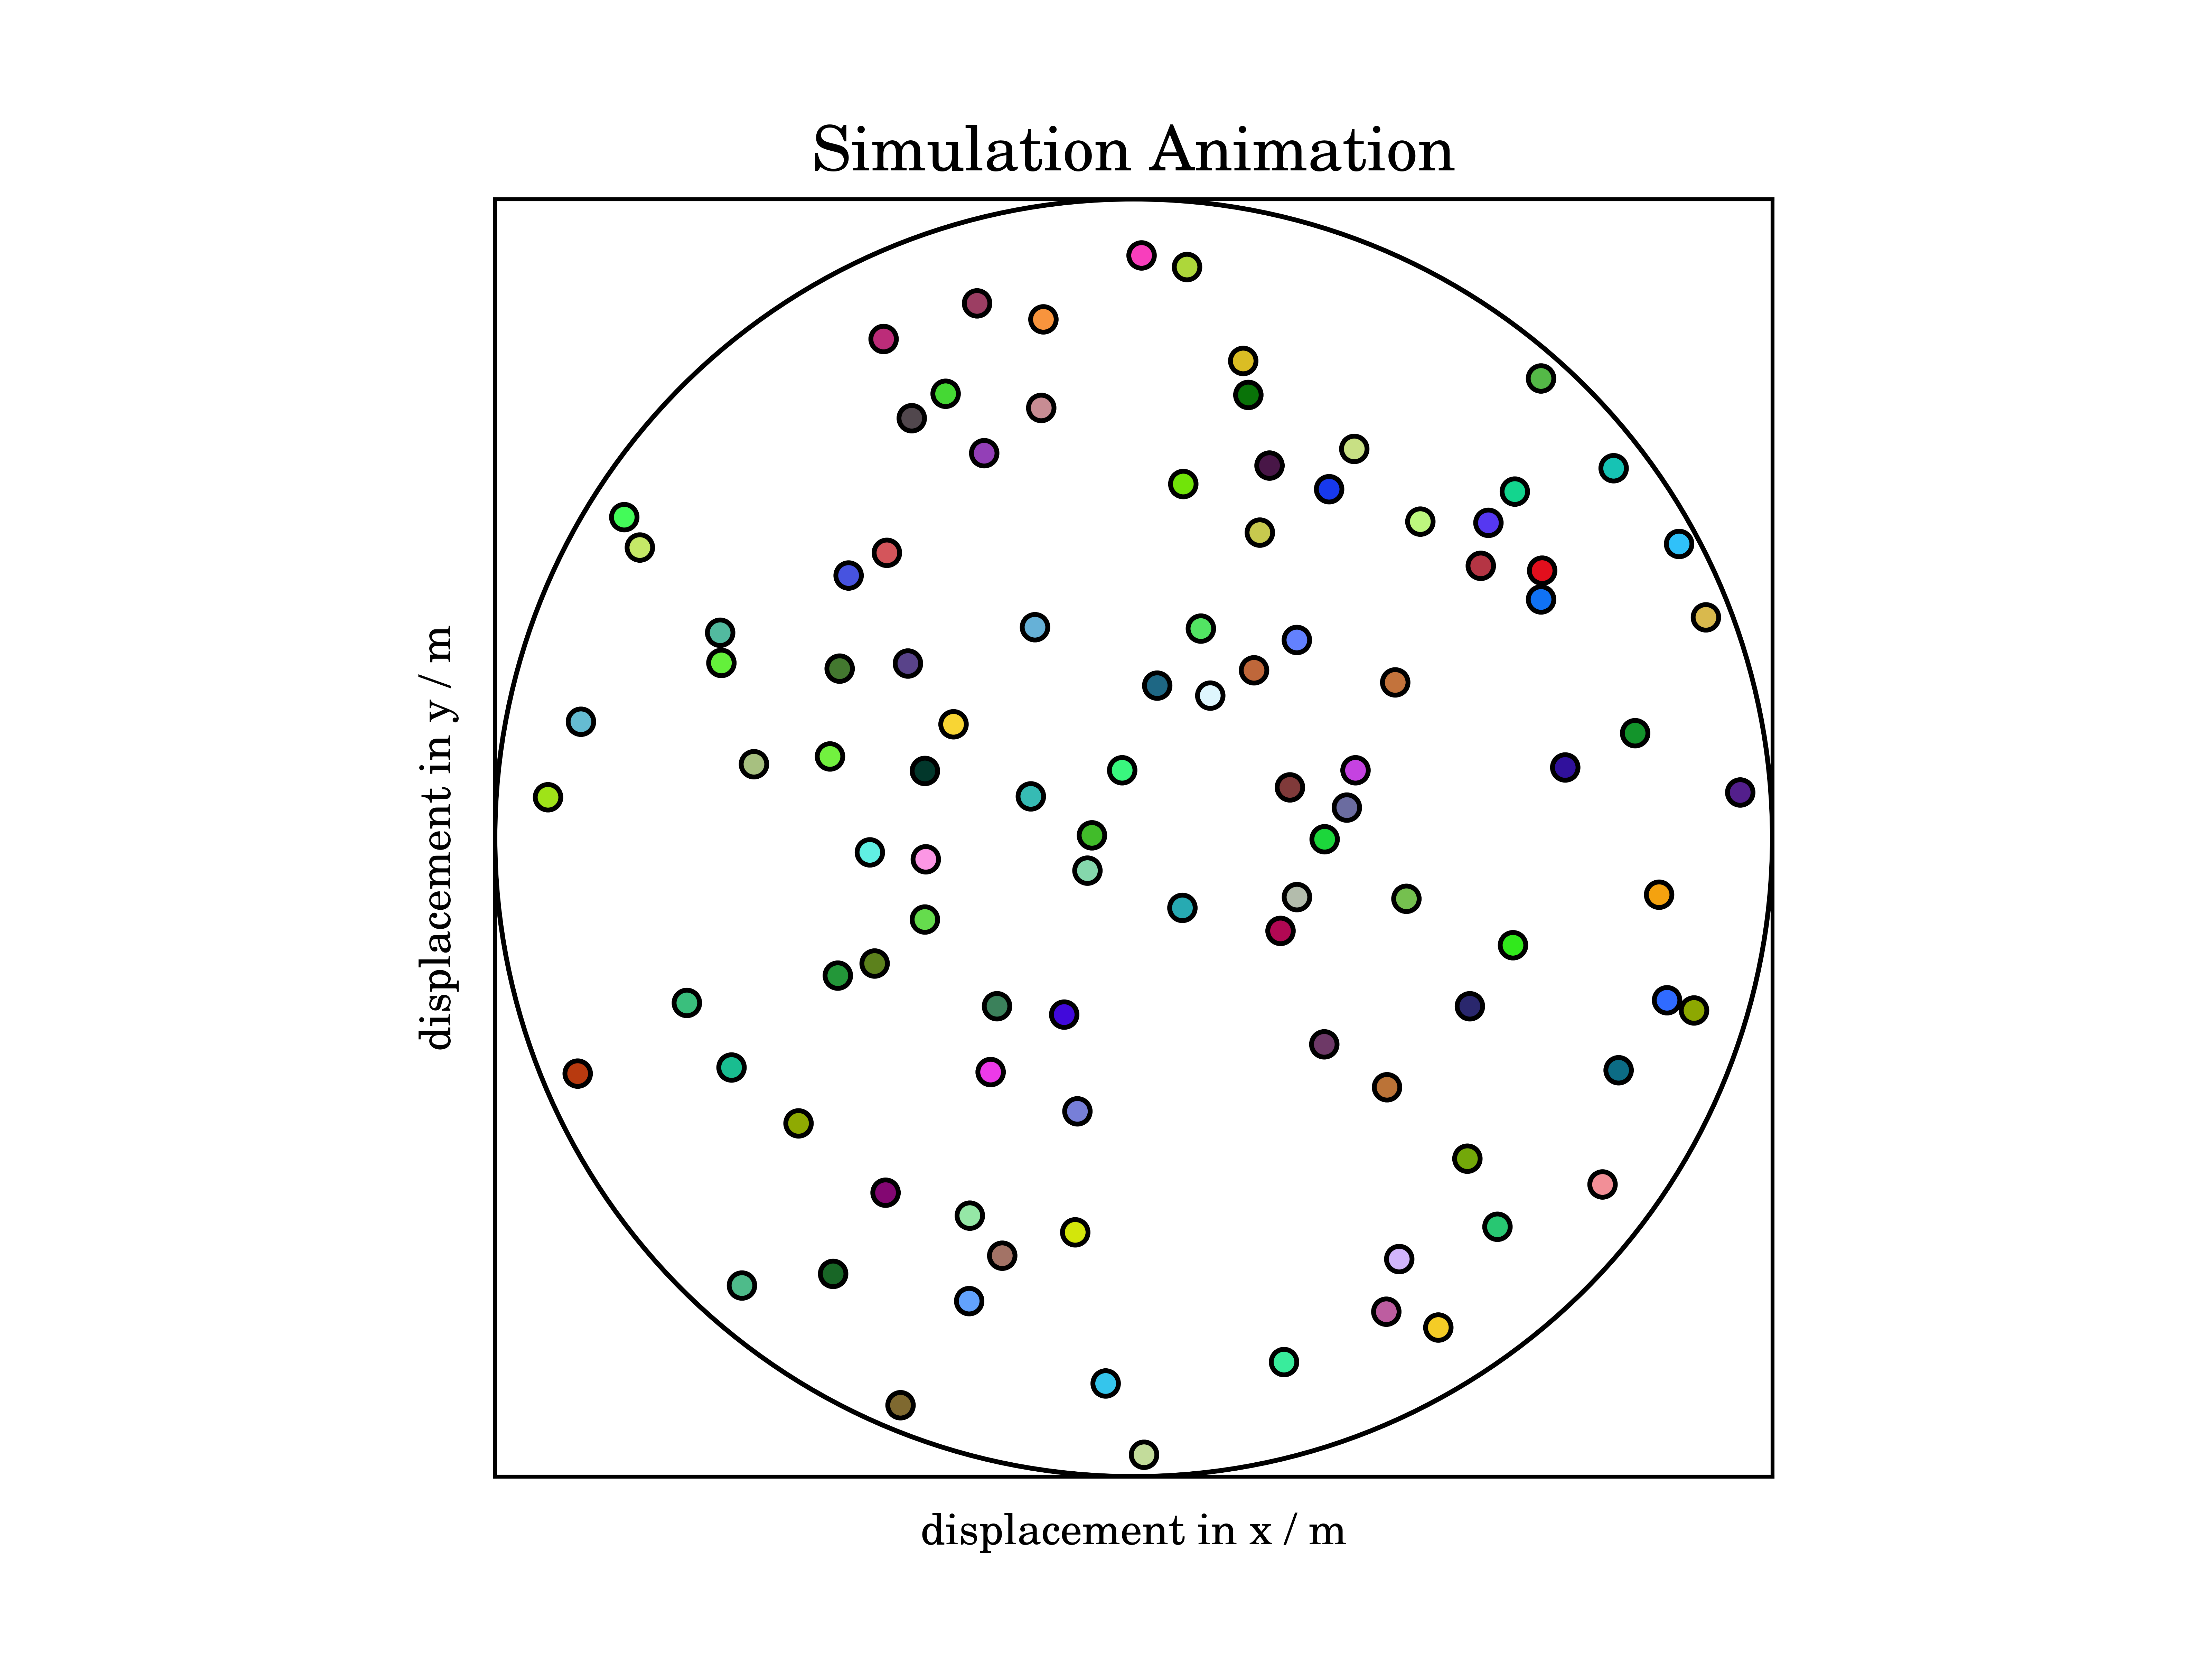 Simulation Animation
displacement in y / m
displacement in x / m